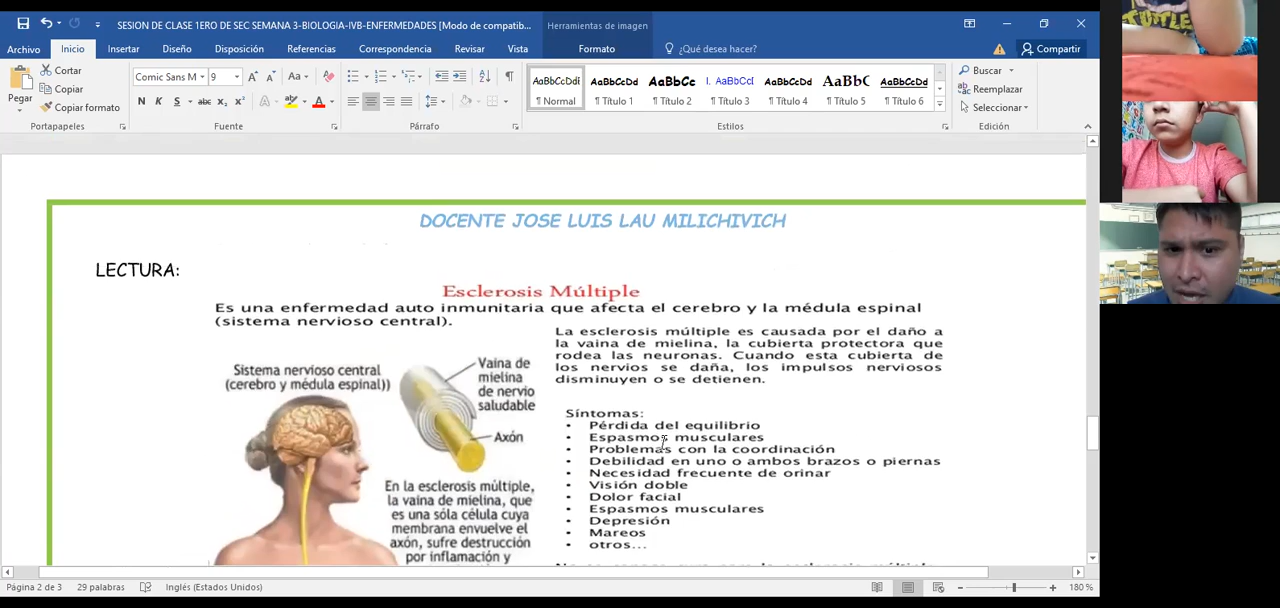 SESION DE CLASE 1ERO DE SEC SEMANA 3-BIOLOGIA-IVB-ENFERMEDADES [Modo de compatib...
Herramientas de imagen
Archivo
Inicio
Insertar
Diseño
Disposición
Referencias
Correspondencia
Revisar
Vista
Formato
¿Qué desea hacer?
Compartir
Pegar
Cortar
Copiar
Copiar formato
Portapapeles
Comic Sans M
9
Fuente
Párrafo
AaBbCcDdI AaBbCcDd AaBbCc I. AaBbCcI AaBbCcDd AaBbC AaBbCcDd
¶ Normal ¶ Título 1 ¶ Título 2 ¶ Título 3 ¶ Título 4 ¶ Título 5 ¶ Título 6
Estilos
Buscar
Reemplazar
Seleccionar
Edición
TURTLES
DOCENTE JOSE LUIS LAU MILICHIVICH
LECTURA:
Esclerosis Múltiple
Es una enfermedad auto inmunitaria que afecta el cerebro y la médula espinal
(sistema nervioso central).
Sistema nervioso central
(cerebro y médula espinal))
Vaina de
mielina
de nervio
saludable
Axón
En la esclerosis múltiple,
la vaina de mielina, que
es una sóla célula cuya
membrana envuelve el
axón, sufre destrucción
por inflamación y
La esclerosis múltiple es causada por el daño a
la vaina de mielina, la cubierta protectora que
rodea las neuronas. Cuando esta cubierta de
los nervios se daña, los impulsos nerviosos
disminuyen o se detienen.
Síntomas:
• Pérdida del equilibrio
• Espasmos musculares
• Problemas con la coordinación
• Debilidad en uno o ambos brazos o piernas
• Necesidad frecuente de orinar
• Visión doble
• Dolor facial
• Espasmos musculares
• Depresión
• Mareos
• otros...
Página 2 de 3
29 palabras
Inglés (Estados Unidos)
180 %